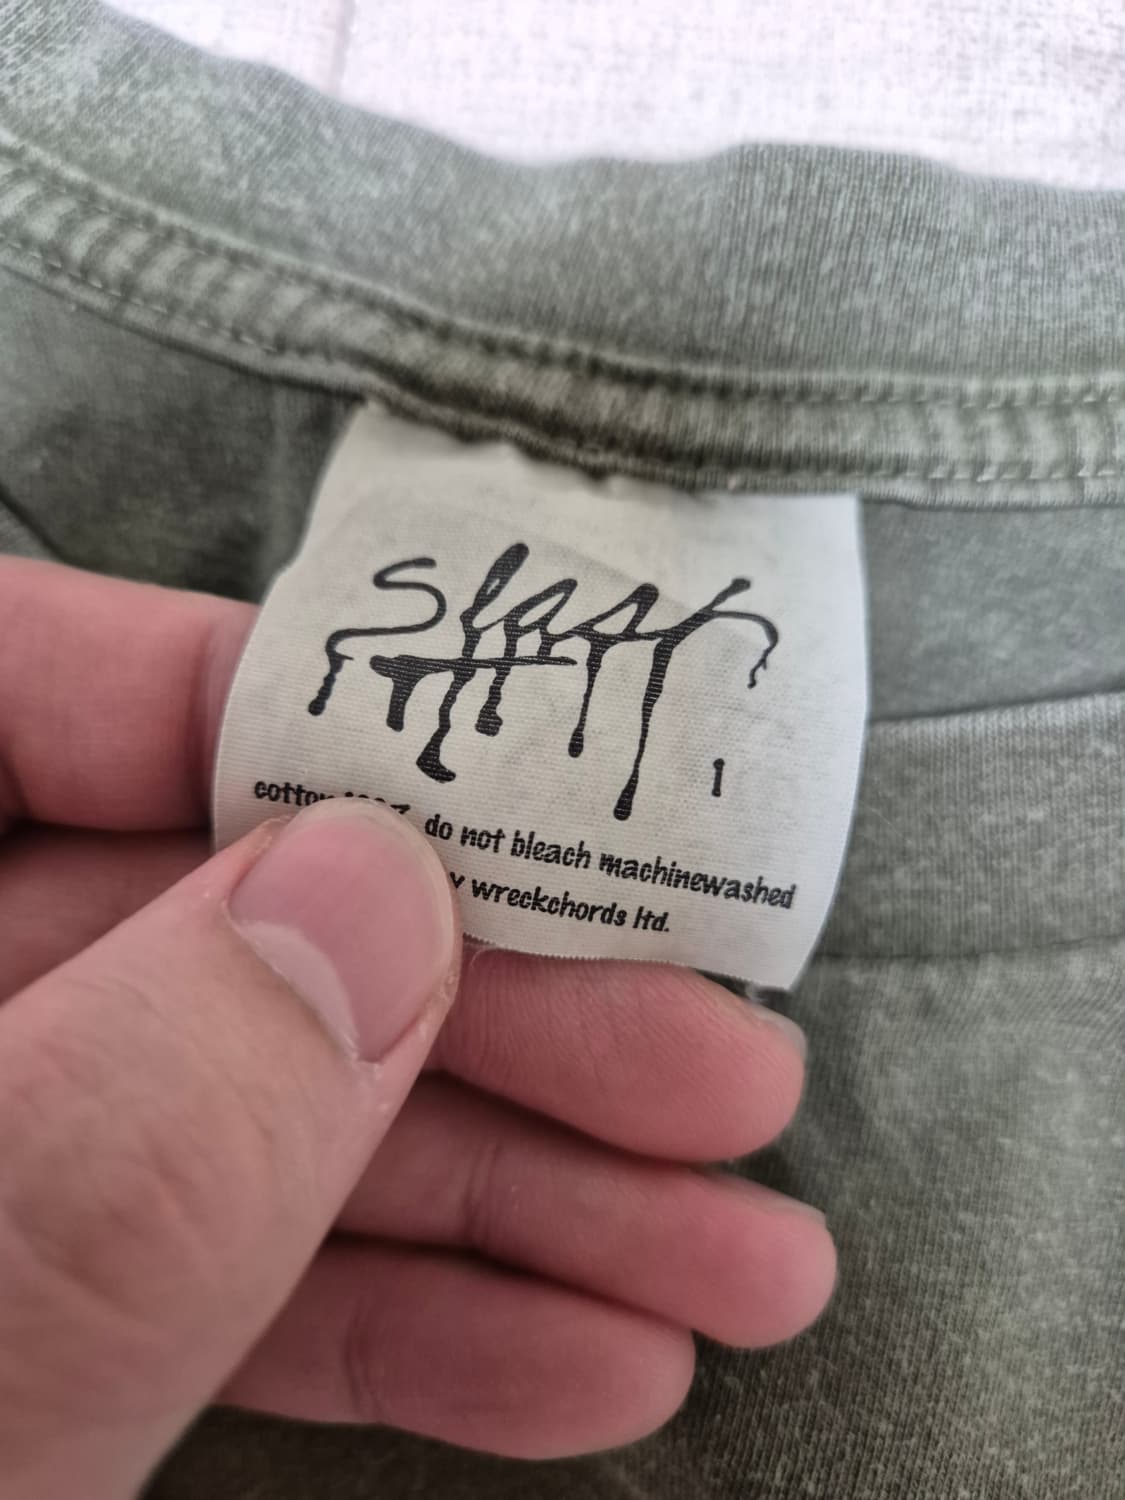 Slash
1
do not bleach machinewashed
wreckchords ltd.